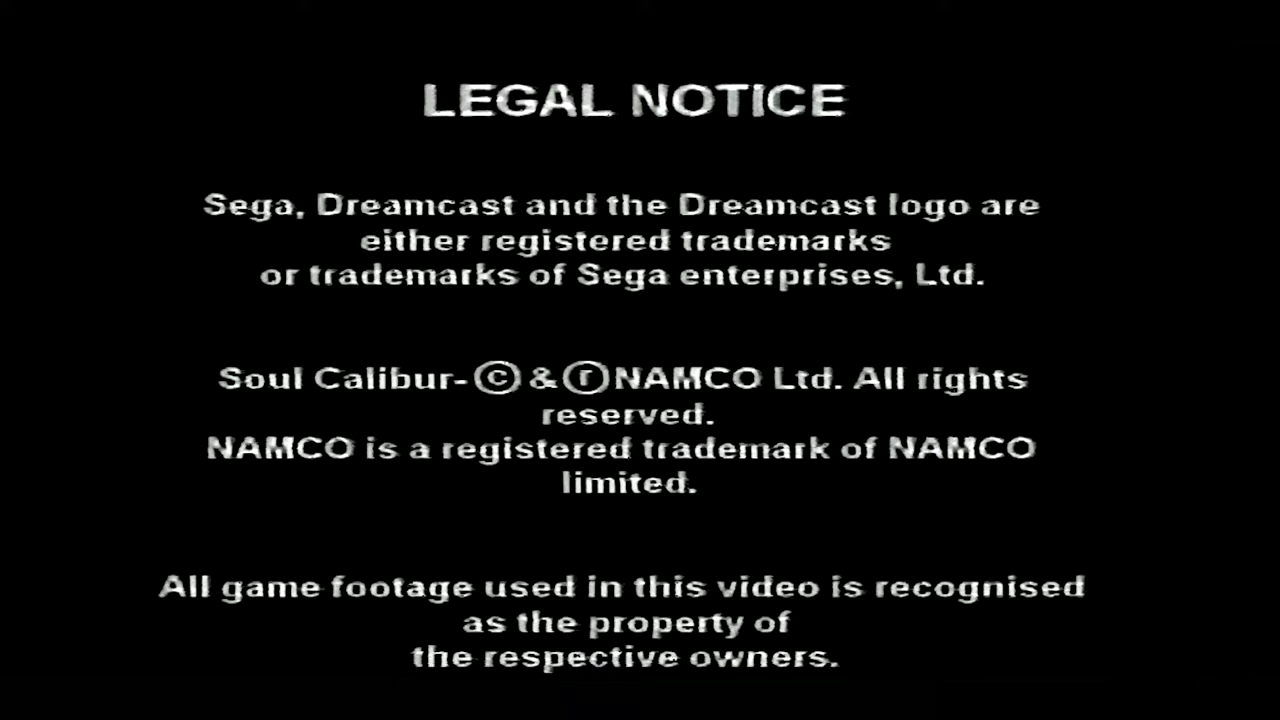 LEGAL NOTICE
Sega, Dreamcast and the Dreamcast logo are
either registered trademarks
or trademarks of Sega enterprises, Ltd.
Soul Calibur-ⓒ&ⓡNAMCO Ltd. All rights
reserved.
NAMCO is a registered trademark of NAMCO
limited.
All game footage used in this video is recognised
as the property of
the respective owners.